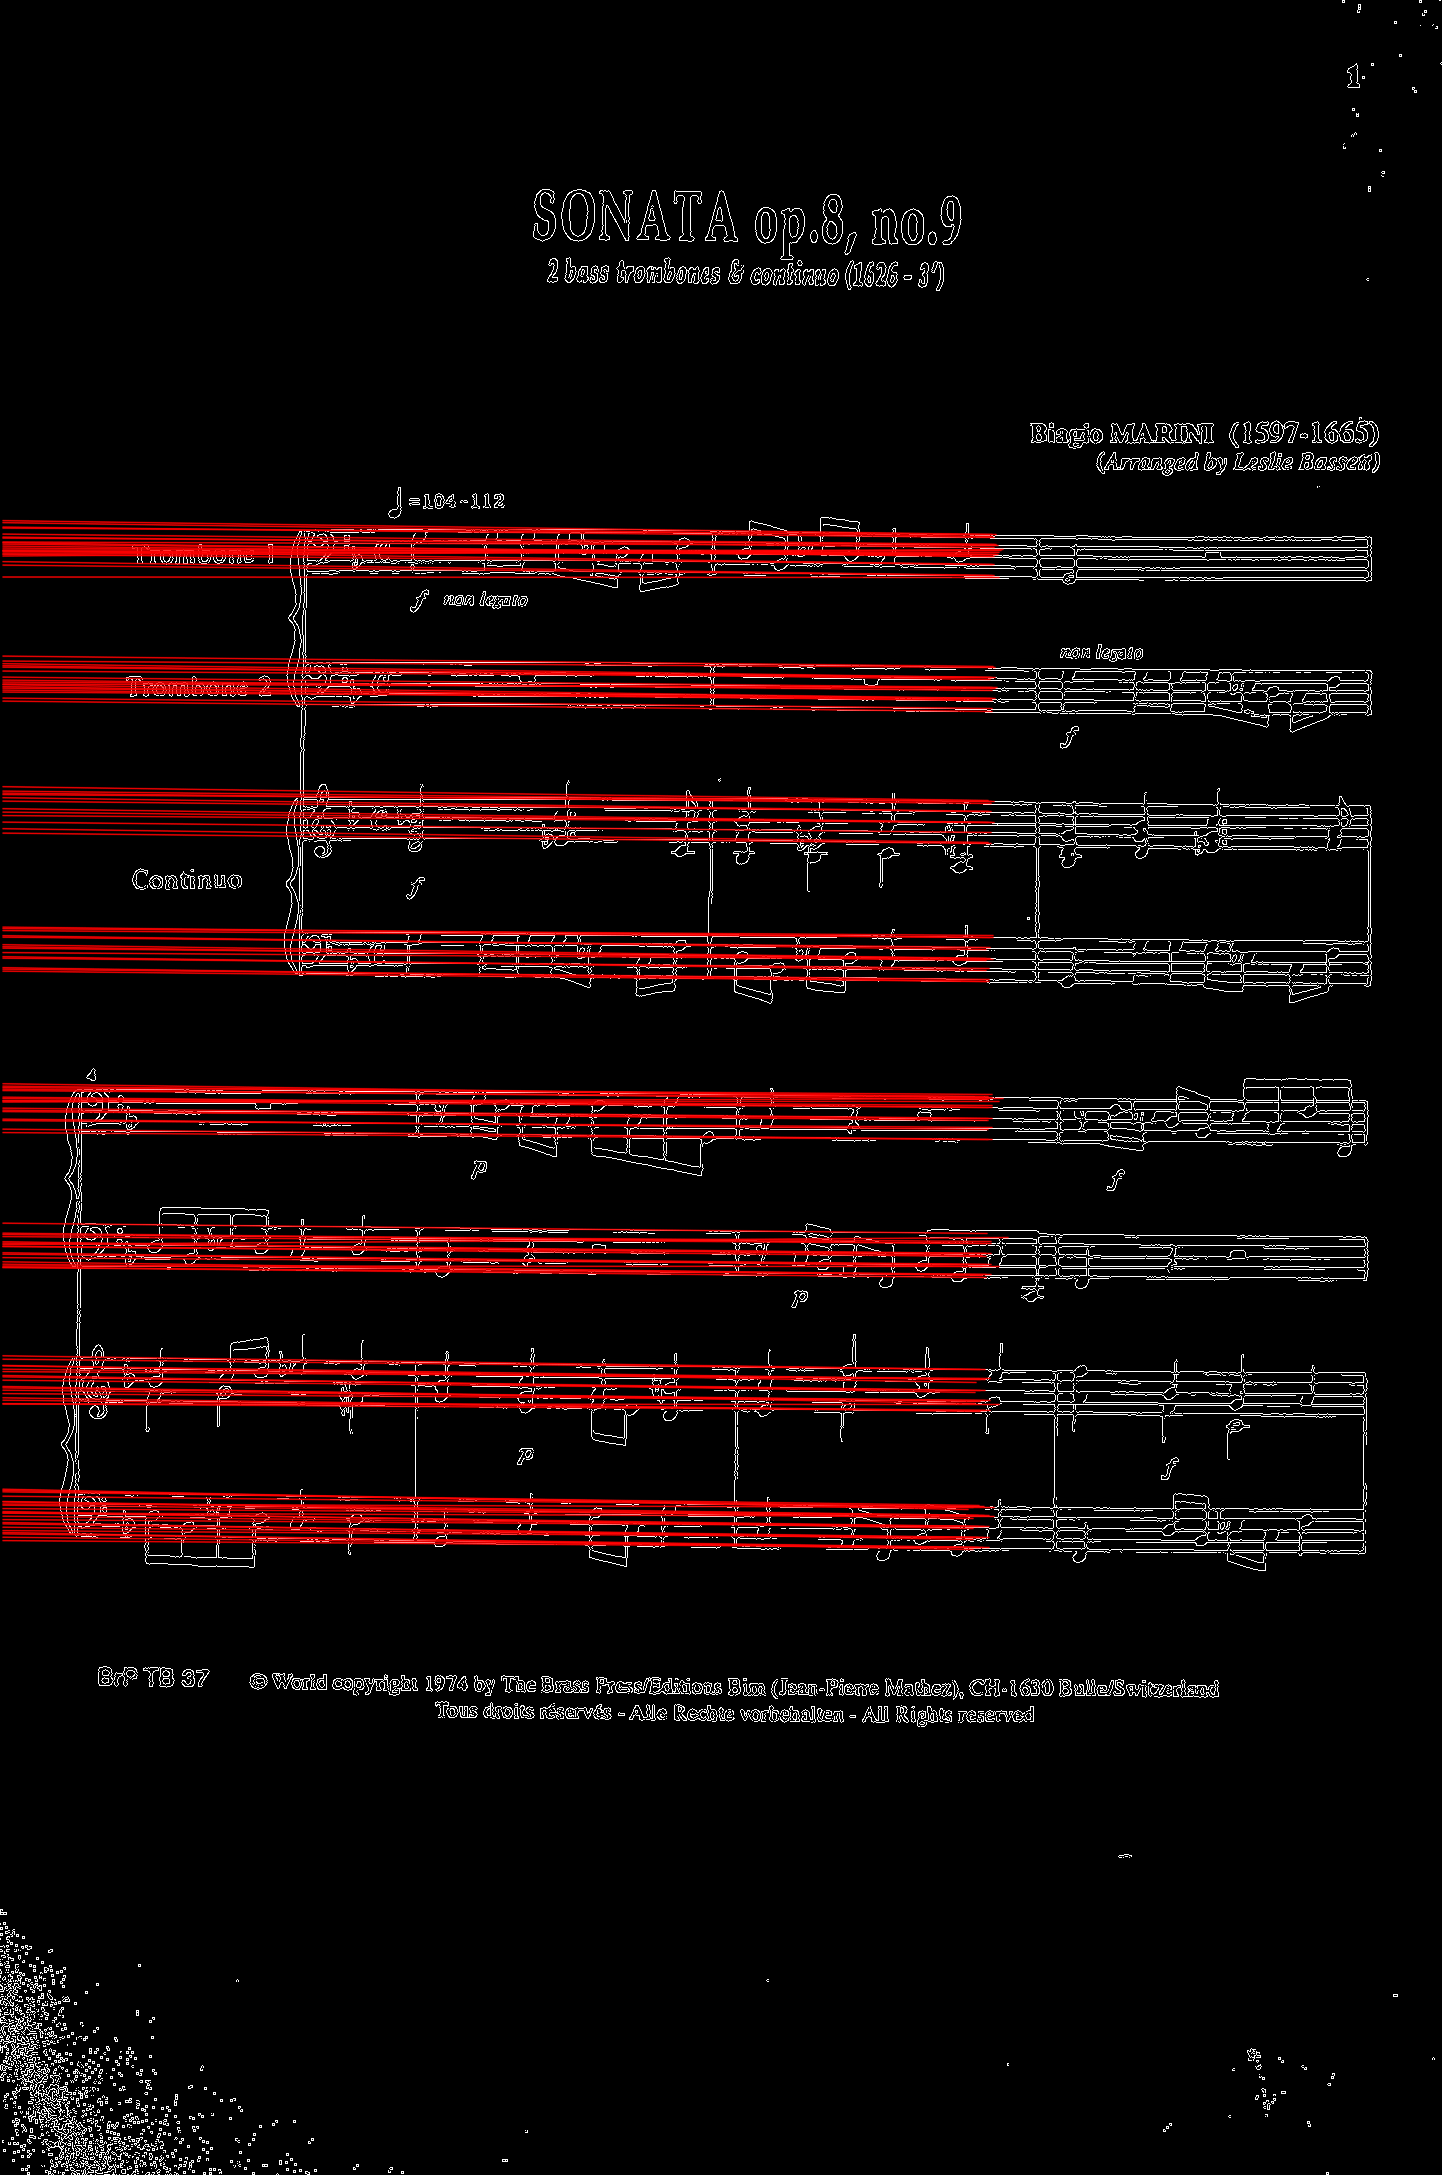 1
SONATA op.8, no.9
2 bass trombones & continuo (1626 - 3')
Biagio MARINI (1597-1665)
(Arranged by Leslie Bassett)
=104-112
Trombone 1
f non legato
non legato
Trombone 2
f
Continuo
f
4
p
f
p
p
f
BrP TB 37
© World copyright 1974 by The Brass Press/Editions Bim (Jean-Pierre Mathez), CH-1630 Bulle/Switzerland
Tous droits réservés - Alle Rechte vorbehalten - All Rights reserved